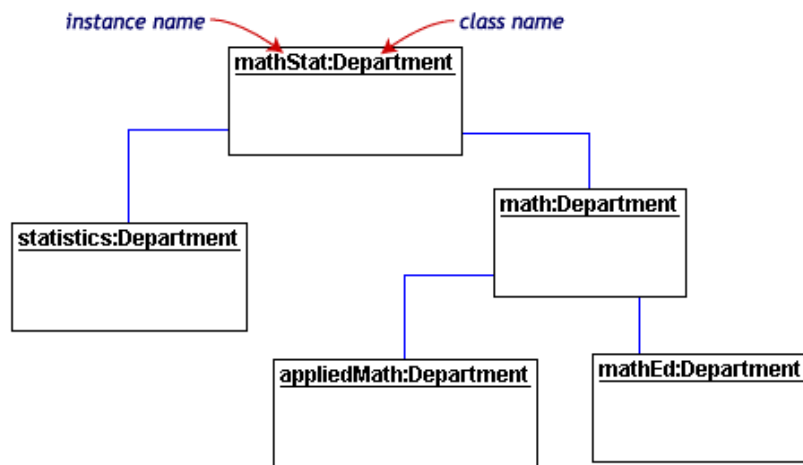 instance name
class name
mathStat:Department
math:Department
statistics:Department
appliedMath:Department
mathEd:Department